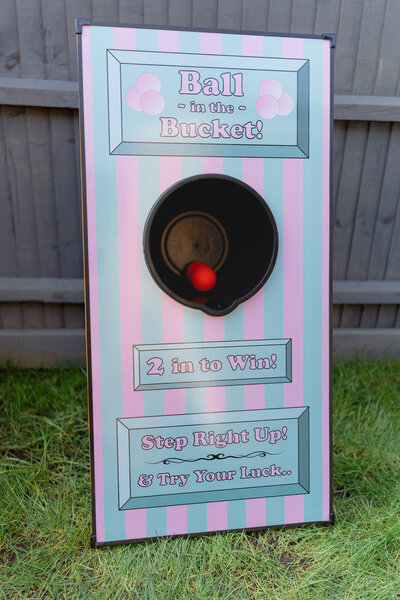 Ball
~ in the ~
Bucket!
2 in to Win!
Step Right Up!
& Try Your Luck..